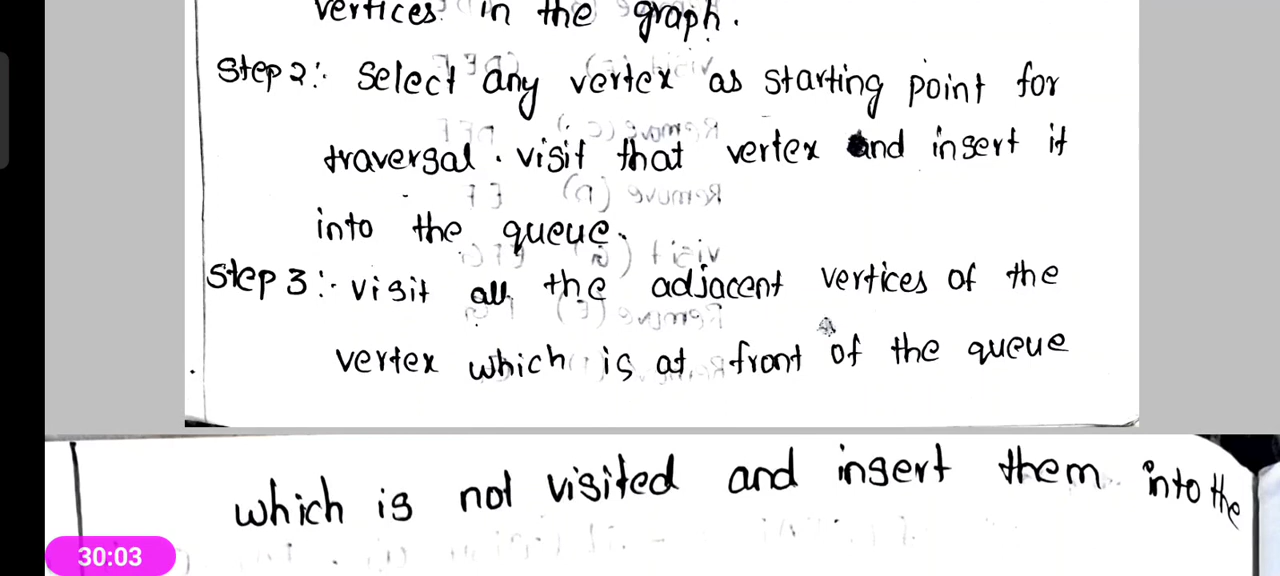 vertices in the graph.
Step 2:- Select any vertex as starting point for
traversal. visit that vertex and insert it
into the queue.
Step 3:- visit all the adjacent vertices of the
vertex which is at front of the queue
which is not visited and insert them into the
30:03